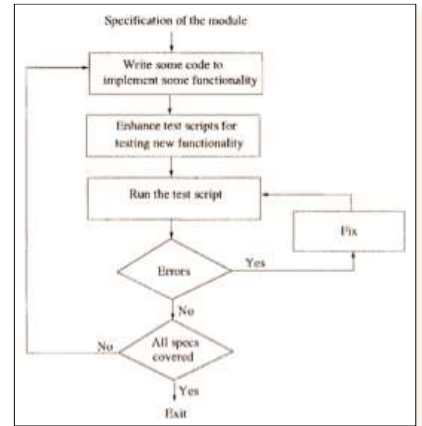 Specification of the module
Write some code to
implement some functionality
Enhance test scripts for
testing new functionality
Run the test script
Fix
Errors
Yes
No
All specs
covered
No
Yes
Exit